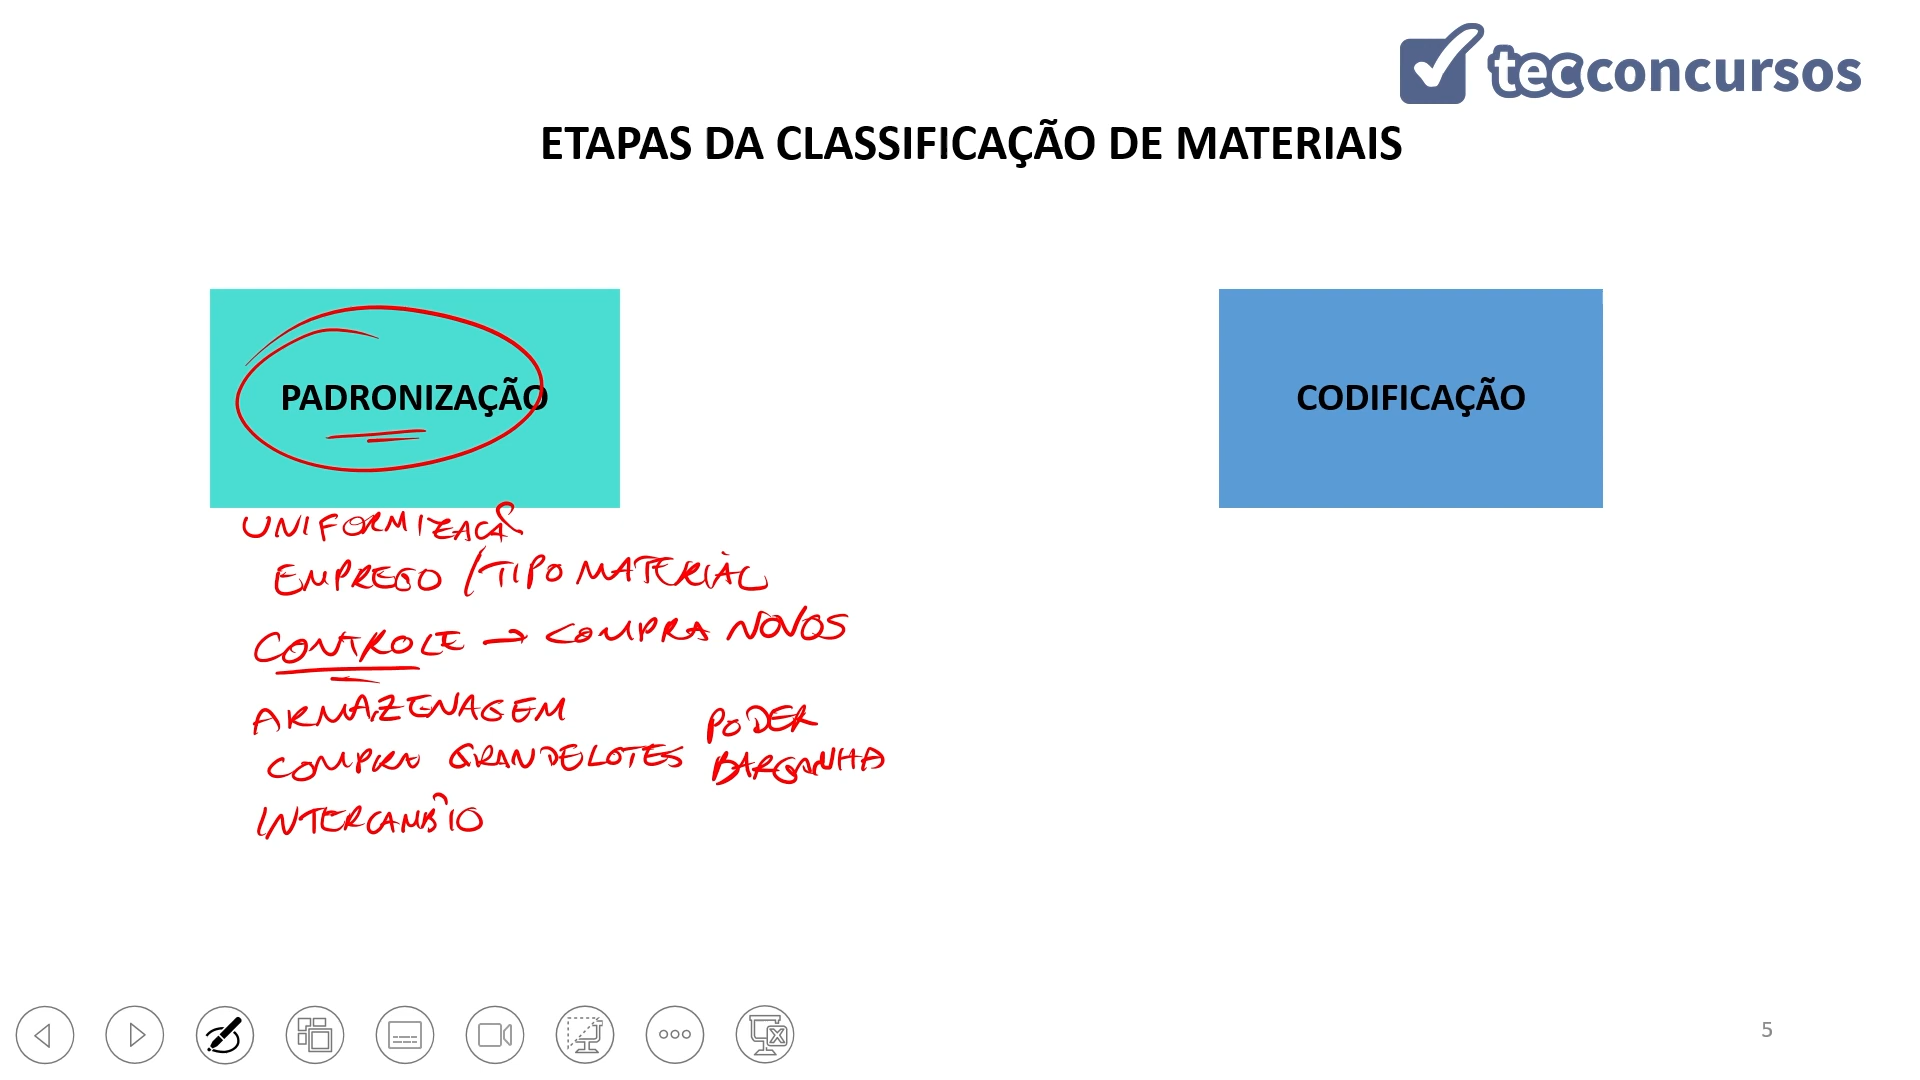 tecconcursos
ETAPAS DA CLASSIFICAÇÃO DE MATERIAIS
PADRONIZAÇÃO
CODIFICAÇÃO
UNIFORMIZAÇÃO
EMPREGO / TIPO MATERIAL
CONTROLE → COMPRA NOVOS
ARMAZENAGEM
COMPRA GRANDE LOTES
PODER
BARGANHA
INTERCAMBIO
5